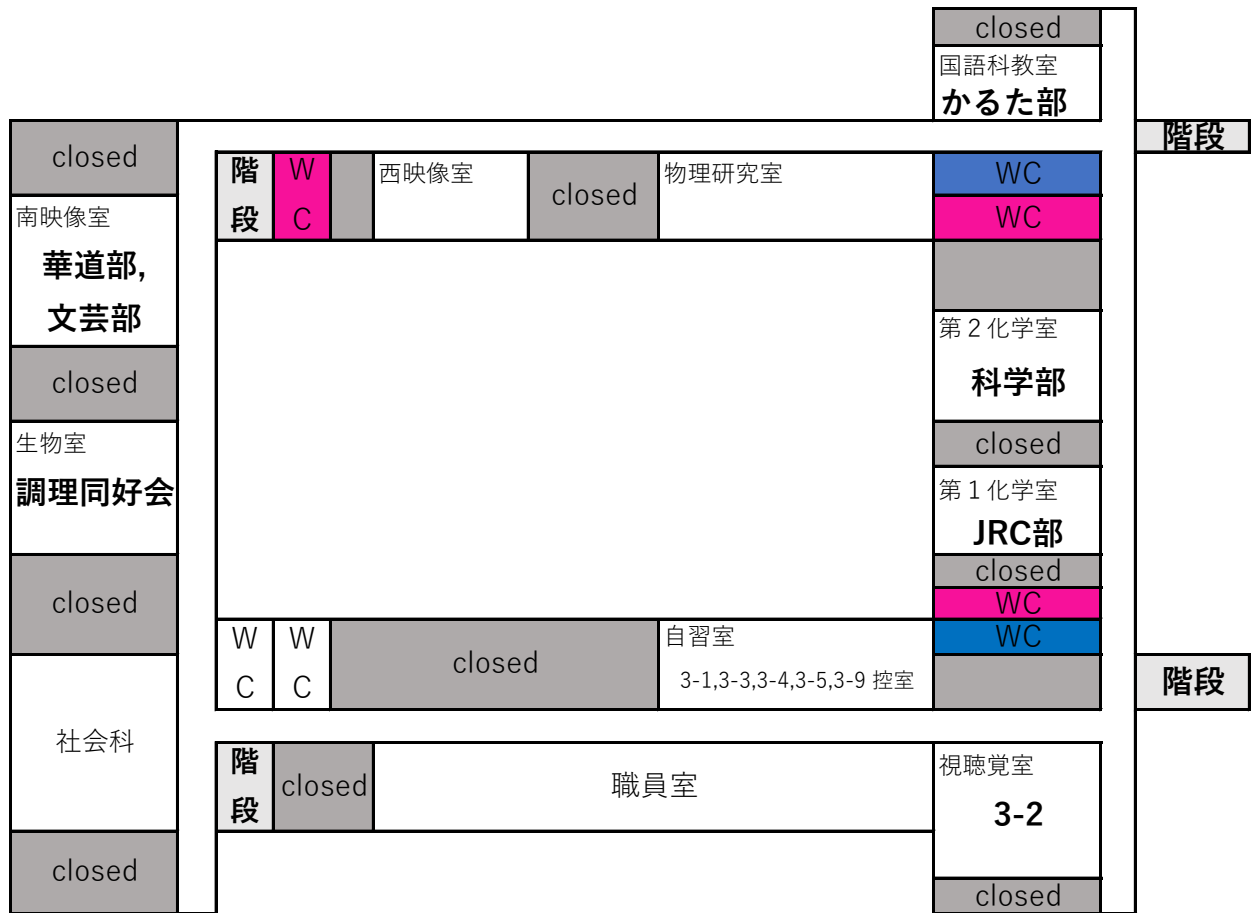 closed
国語科教室
かるた部
階段
closed
階
段
W
C
西映像室
closed
物理研究室
WC
WC
南映像室
華道部,
文芸部
第２化学室
科学部
closed
closed
生物室
調理同好会
第１化学室
JRC部
closed
WC
closed
W
C
W
C
closed
自習室
3-1,3-3,3-4,3-5,3-9 控室
WC
階段
社会科
階
段
closed
職員室
視聴覚室
3-2
closed
closed